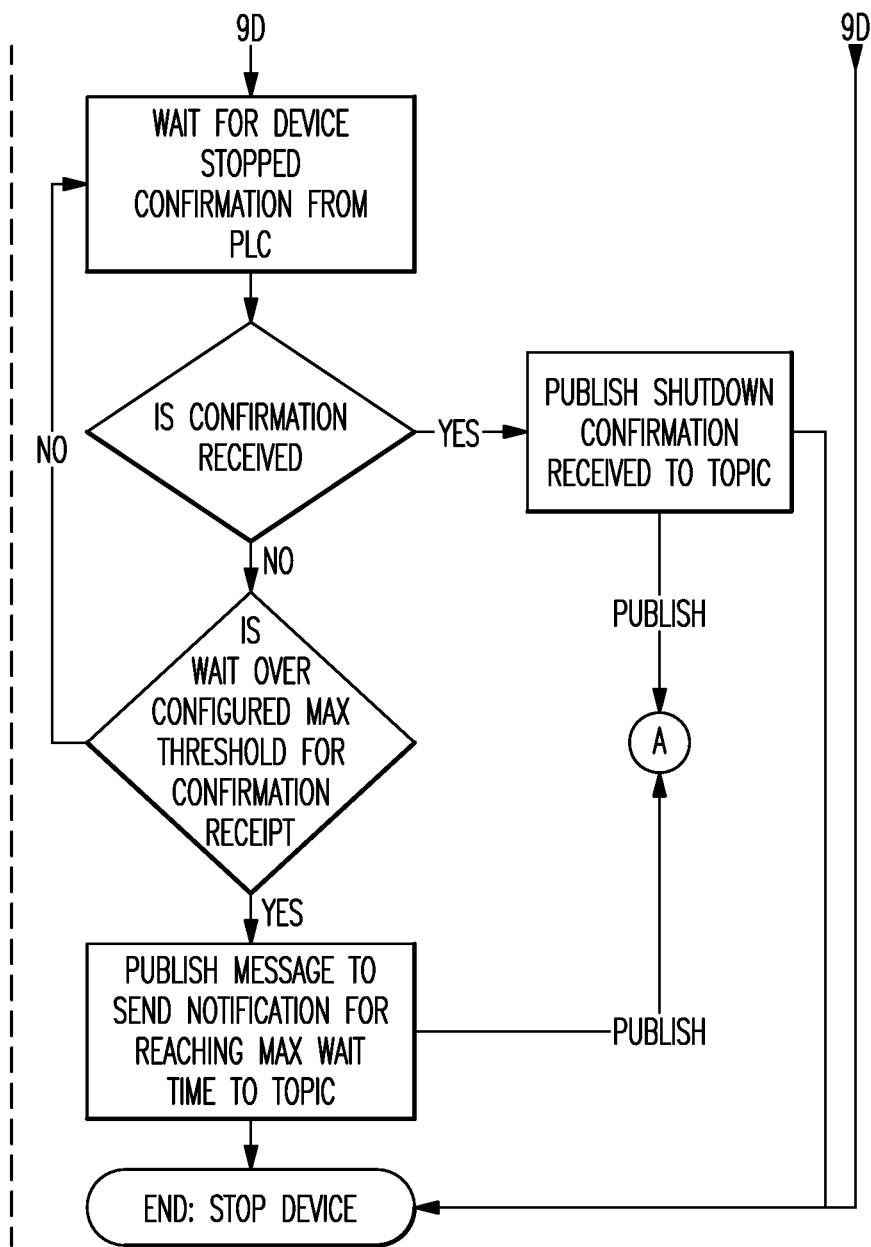 9D
9D
WAIT FOR DEVICE
STOPPED
CONFIRMATION FROM
PLC
IS CONFIRMATION
RECEIVED
YES
PUBLISH SHUTDOWN
CONFIRMATION
RECEIVED TO TOPIC
NO
NO
PUBLISH
IS
WAIT OVER
CONFIGURED MAX
THRESHOLD FOR
CONFIRMATION
RECEIPT
A
YES
PUBLISH MESSAGE TO
SEND NOTIFICATION FOR
REACHING MAX WAIT
TIME TO TOPIC
PUBLISH
END: STOP DEVICE